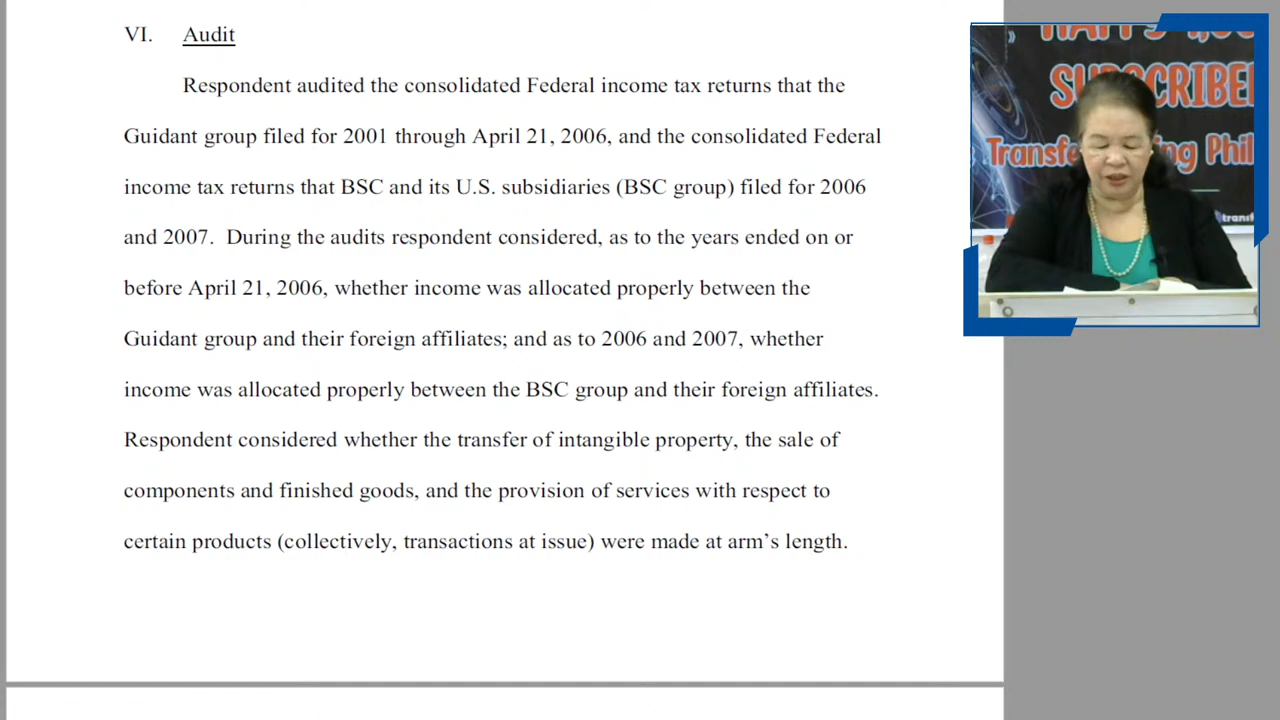 VI. Audit
Respondent audited the consolidated Federal income tax returns that the
Guidant group filed for 2001 through April 21, 2006, and the consolidated Federal
income tax returns that BSC and its U.S. subsidiaries (BSC group) filed for 2006
and 2007. During the audits respondent considered, as to the years ended on or
before April 21, 2006, whether income was allocated properly between the
Guidant group and their foreign affiliates; and as to 2006 and 2007, whether
income was allocated properly between the BSC group and their foreign affiliates.
Respondent considered whether the transfer of intangible property, the sale of
components and finished goods, and the provision of services with respect to
certain products (collectively, transactions at issue) were made at arm's length.